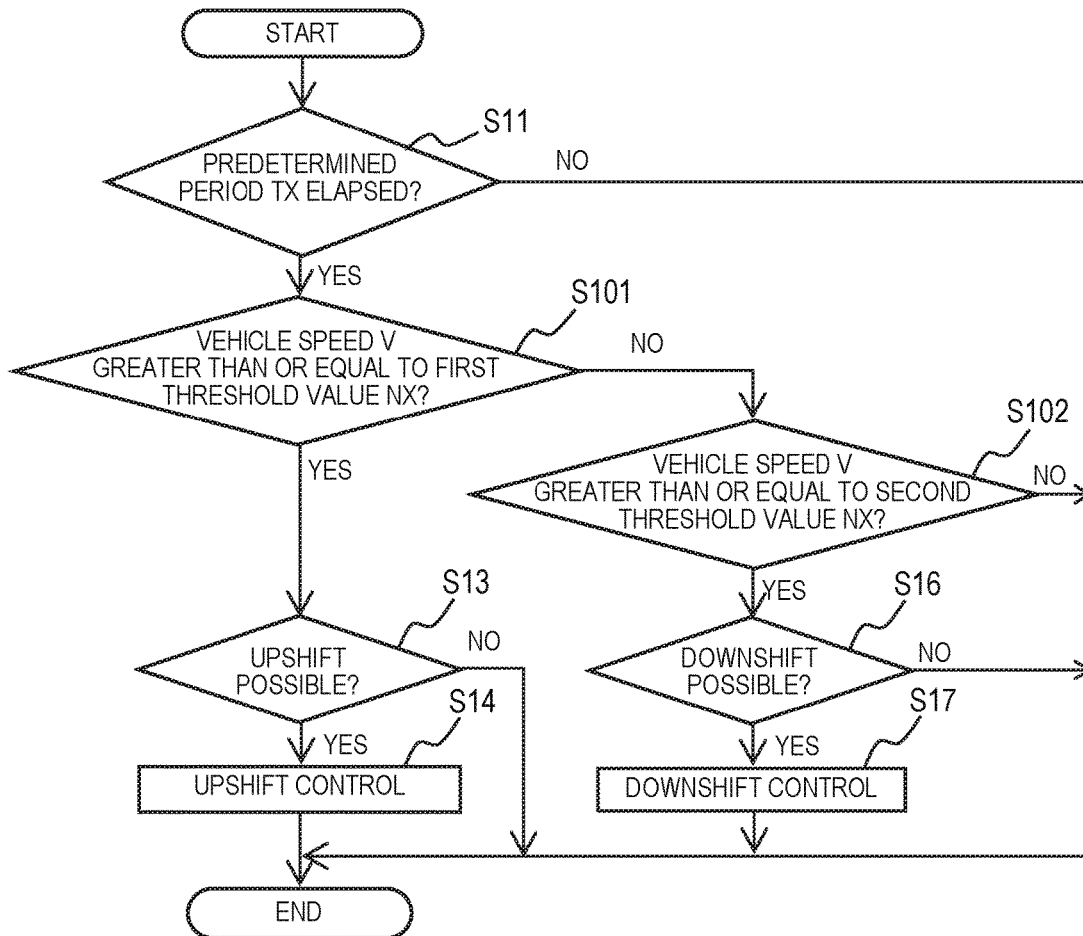 START
S11
PREDETERMINED
PERIOD TX ELAPSED?
NO
YES
S101
VEHICLE SPEED V
GREATER THAN OR EQUAL TO FIRST
THRESHOLD VALUE NX?
NO
YES
S102
VEHICLE SPEED V
GREATER THAN OR EQUAL TO SECOND
THRESHOLD VALUE NX?
NO
YES
S13
UPSHIFT
POSSIBLE?
NO
YES
S14
UPSHIFT CONTROL
S16
DOWNSHIFT
POSSIBLE?
NO
YES
S17
DOWNSHIFT CONTROL
END